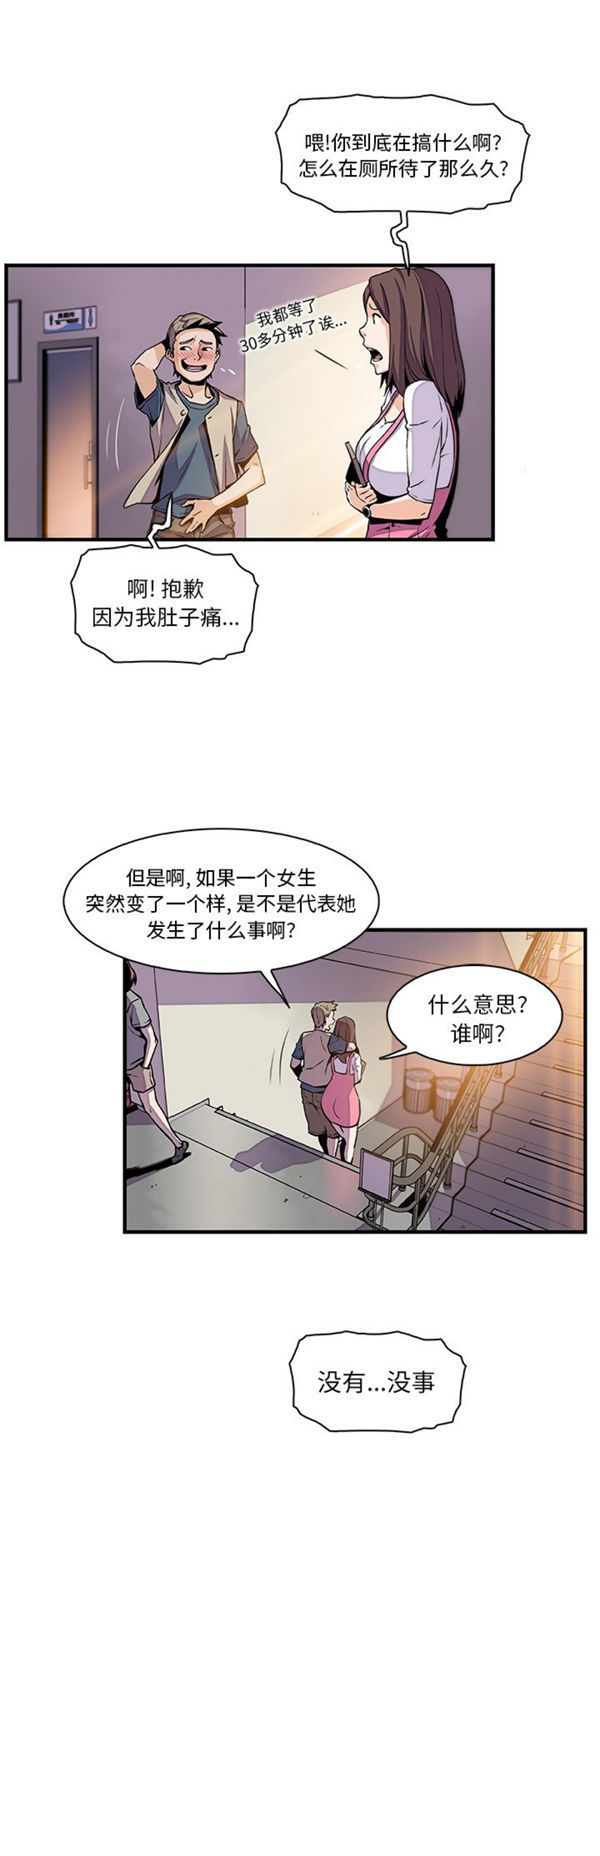 喂!你到底在搞什么啊?
怎么在厕所待了那么久?
我都等了
30多分钟了诶...
啊! 抱歉
因为我肚子痛...
但是啊, 如果一个女生
突然变了一个样, 是不是代表她
发生了什么事啊?
什么意思?
谁啊?
没有...没事